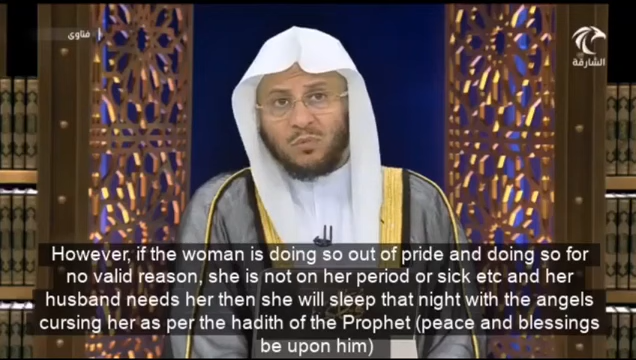 فتاوى
الشارقة
However, if the woman is doing so out of pride and doing so for
no valid reason, she is not on her period or sick etc and her
husband needs her then she will sleep that night with the angels
cursing her as per the hadith of the Prophet (peace and blessings
be upon him)